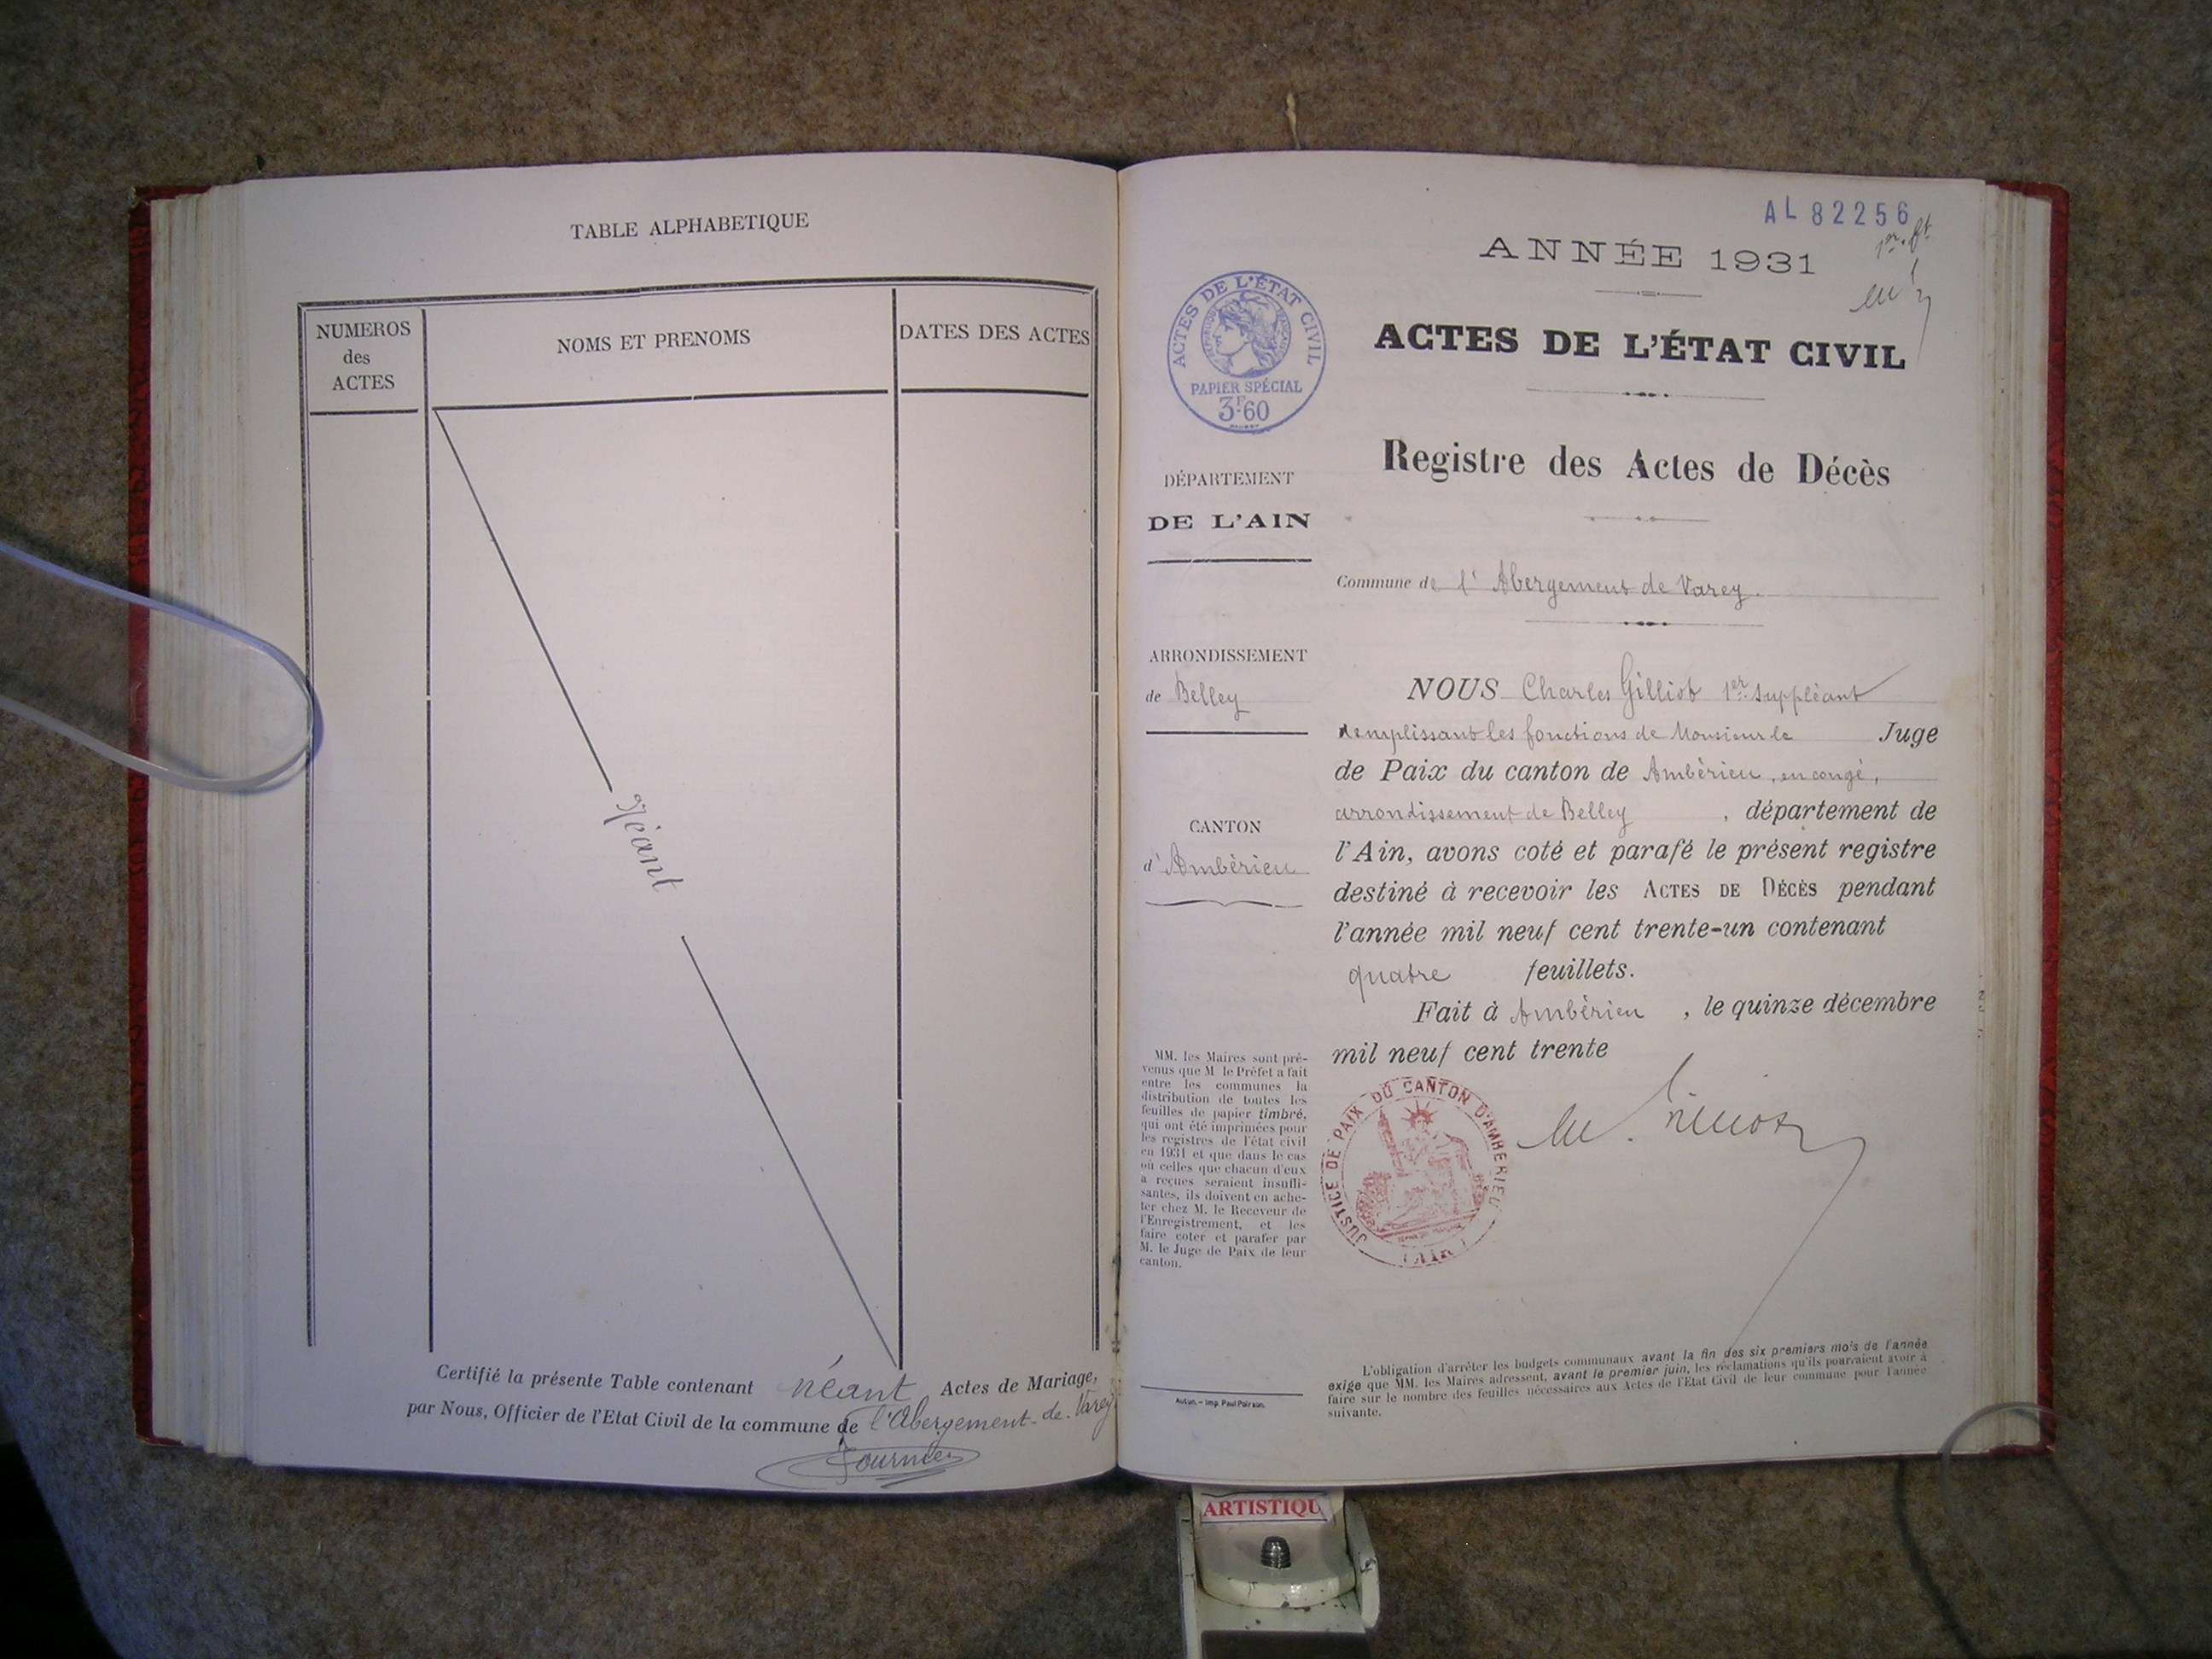 TABLE ALPHABETIQUE
NUMEROS
des
ACTES
NOMS ET PRENOMS
DATES DES ACTES
Néant
Certifié la présente Table contenant néant Actes de Mariage,
par Nous, Officier de l'Etat Civil de la commune de l'Abergement-de-Varey
Fournier
AL 82256
ANNÉE 1931
ACTES DE L'ÉTAT CIVIL
PAPIER SPÉCIAL
3F60
ACTES DE L'ÉTAT CIVIL
Registre des Actes de Décès
DÉPARTEMENT
DE L'AIN
Commune de l'Abergement de Varey.
ARRONDISSEMENT
de Belley
CANTON
d'Ambérieu
NOUS Charles Gilliot 1er suppléant
remplissant les fonctions de Monsieur le Juge
de Paix du canton de Ambérieu, en congé,
arrondissement de Belley, département de
l'Ain, avons coté et parafé le présent registre
destiné à recevoir les ACTES DE DÉCÈS pendant
l'année mil neuf cent trente-un contenant
quatre feuillets.
Fait à Ambérieu, le quinze décembre
mil neuf cent trente
MM. les Maires sont pré-
venus que M le Préfet a fait
entre les communes la
distribution de toutes les
feuilles de papier timbré,
qui ont été imprimées pour
les registres de l'état civil
en 1931 et que dans le cas
où celles que chacun d'eux
a reçues seraient insuffi-
santes, ils doivent en ache-
ter chez M. le Receveur de
l'Enregistrement, et les
faire coter et parafer par
M. le Juge de Paix de leur
canton.
JUSTICE DE PAIX DU CANTON D'AMBERIEU
(AIN)
Autun. – Imp. Paul Poirson.
L'obligation d'arrêter les budgets communaux avant la fin des six premiers mois de l'année
exige que MM. les Maires adressent, avant le premier juin, les réclamations qu'ils pourraient avoir à
faire sur le nombre des feuilles nécessaires aux Actes de l'Etat Civil de leur commune pour l'année
suivante.
ARTISTIQU